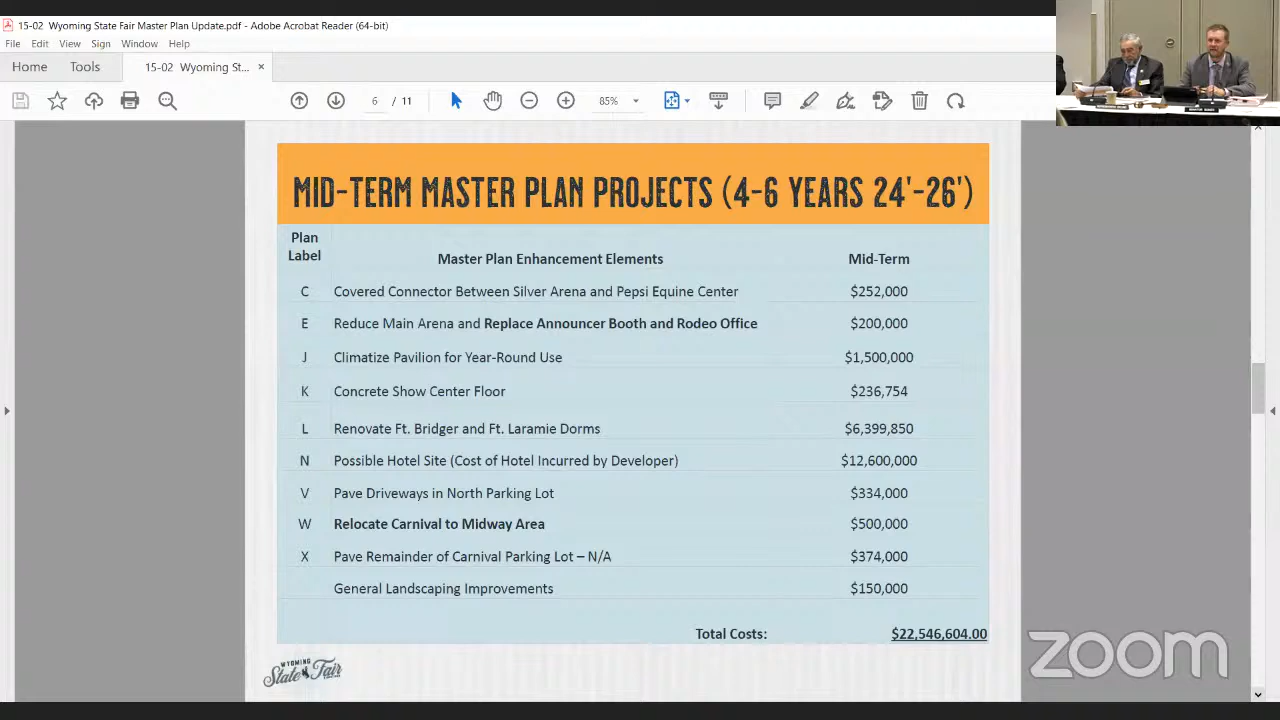 15-02 Wyoming State Fair Master Plan Update.pdf - Adobe Acrobat Reader (64-bit)
File Edit View Sign Window Help
Home Tools 15-02 Wyoming St... ×
6 / 11 85%
MID-TERM MASTER PLAN PROJECTS (4-6 YEARS 24'-26')
Plan
Label
Master Plan Enhancement Elements Mid-Term
C Covered Connector Between Silver Arena and Pepsi Equine Center $252,000
E Reduce Main Arena and Replace Announcer Booth and Rodeo Office $200,000
J Climatize Pavilion for Year-Round Use $1,500,000
K Concrete Show Center Floor $236,754
L Renovate Ft. Bridger and Ft. Laramie Dorms $6,399,850
N Possible Hotel Site (Cost of Hotel Incurred by Developer) $12,600,000
V Pave Driveways in North Parking Lot $334,000
W Relocate Carnival to Midway Area $500,000
X Pave Remainder of Carnival Parking Lot – N/A $374,000
General Landscaping Improvements $150,000
Total Costs: $22,546,604.00
WYOMING
State Fair
zoom